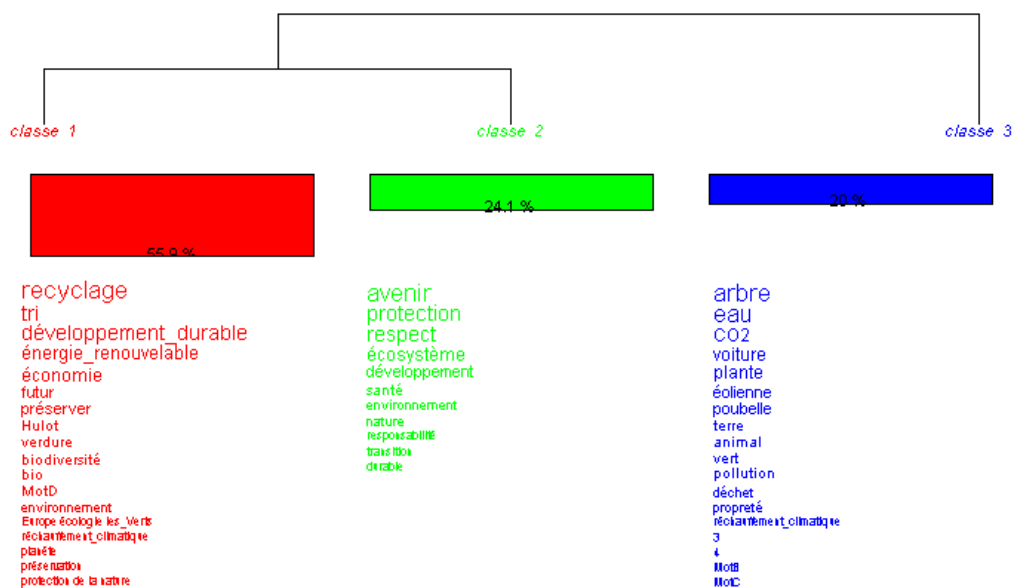 classe 1
classe 2
classe 3
55.9 %
24.1 %
20 %
recyclage
tri
développement_durable
énergie_renouvelable
économie
futur
préserver
Hulot
verdure
biodiversité
bio
MotD
environnement
Europe écologie les_Verts
réchauffement_climatique
planète
préservation
protection de la nature
avenir
protection
respect
écosystème
développement
santé
environnement
nature
responsabilité
transition
durable
arbre
eau
CO2
voiture
plante
éolienne
poubelle
terre
animal
vert
pollution
déchet
propreté
réchauffement_climatique
3
4
MotB
MotC